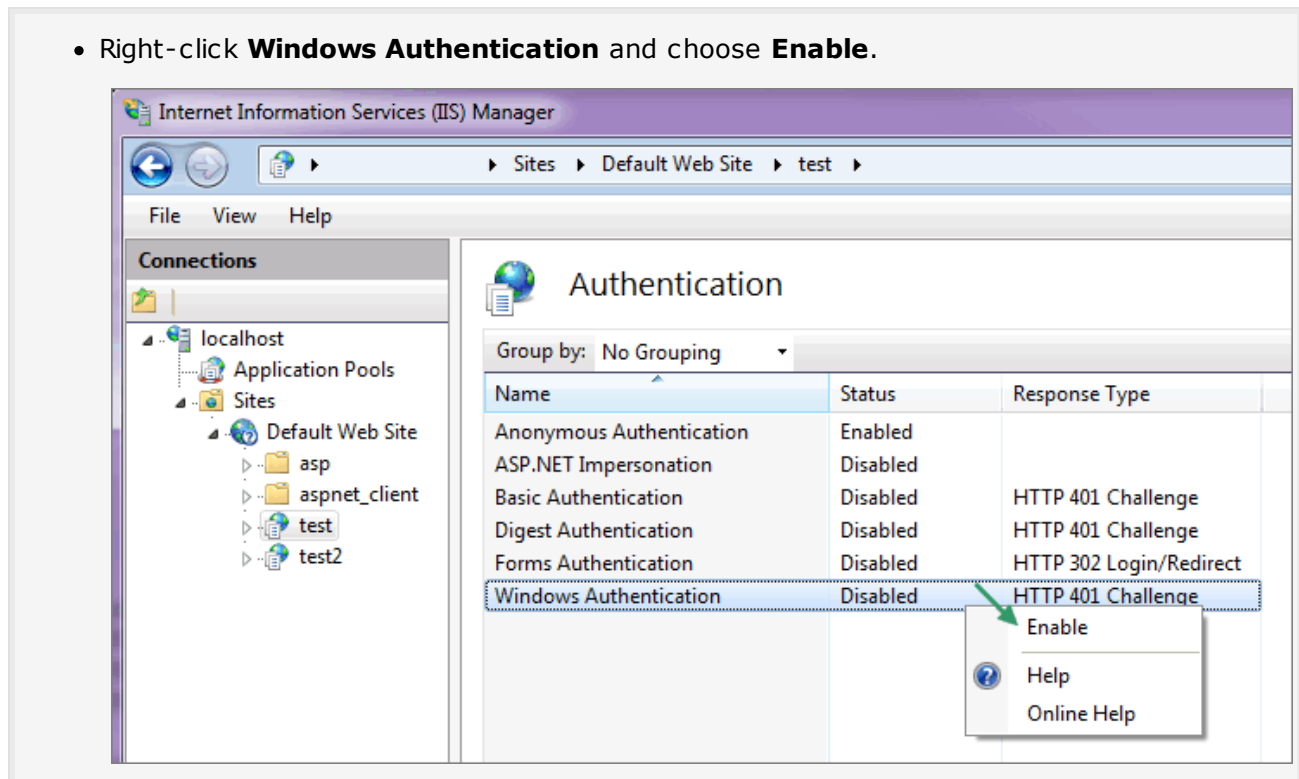 • Right-click Windows Authentication and choose Enable.
Internet Information Services (IIS) Manager
Sites Default Web Site test
File View Help
Connections
Authentication
localhost
Application Pools
Sites
Default Web Site
asp
aspnet_client
test
test2
Group by: No Grouping
Name Status Response Type
Anonymous Authentication Enabled
ASP.NET Impersonation Disabled
Basic Authentication Disabled HTTP 401 Challenge
Digest Authentication Disabled HTTP 401 Challenge
Forms Authentication Disabled HTTP 302 Login/Redirect
Windows Authentication Disabled HTTP 401 Challenge
Enable
Help
Online Help